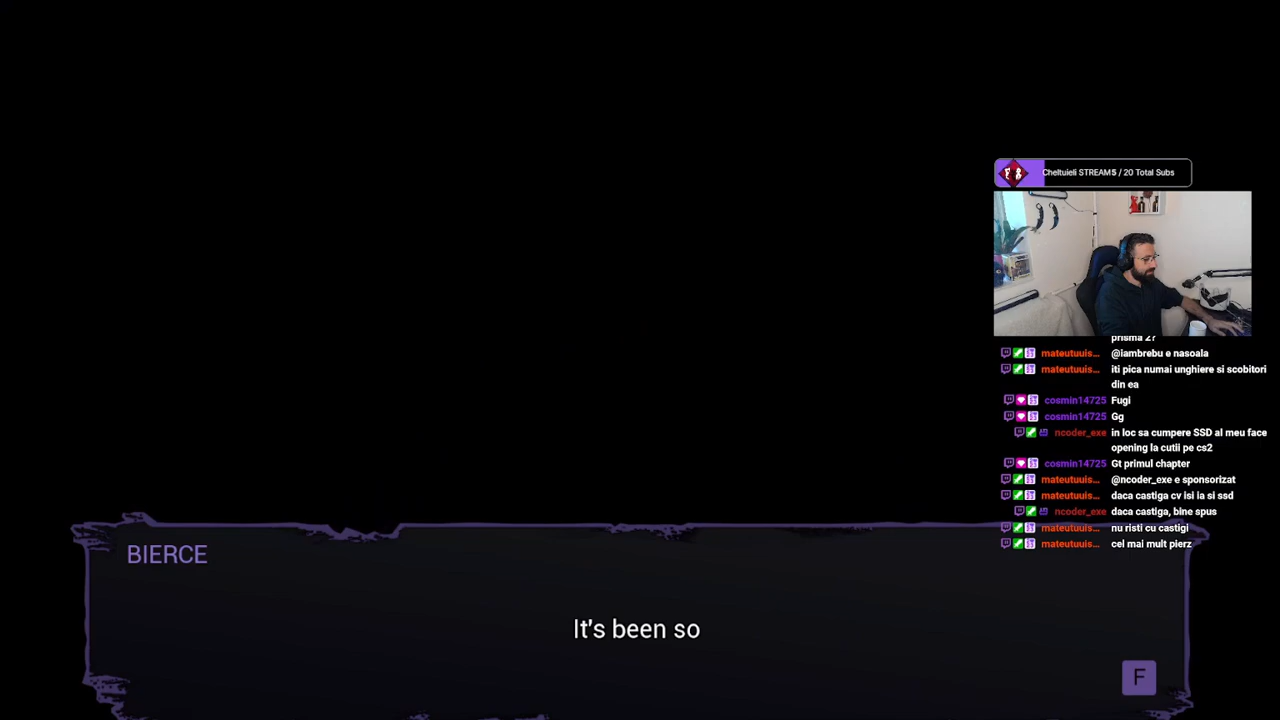 Cheltuieli STREAM 5 / 20 Total Subs
prisma 2?
mateutuuis... @iambrebu e nasoala
mateutuuis... iti pica numai unghiere si scobitori
din ea
cosmin14725 Fugi
cosmin14725 Gg
ncoder_exe in loc sa cumpere SSD al meu face
opening la cutii pe cs2
cosmin14725 Gt primul chapter
mateutuuis... @ncoder_exe e sponsorizat
mateutuuis... daca castiga cv isi ia si ssd
ncoder_exe daca castiga, bine spus
mateutuuis... nu risti cu castigi
mateutuuis... cel mai mult pierz
BIERCE
It's been so
F